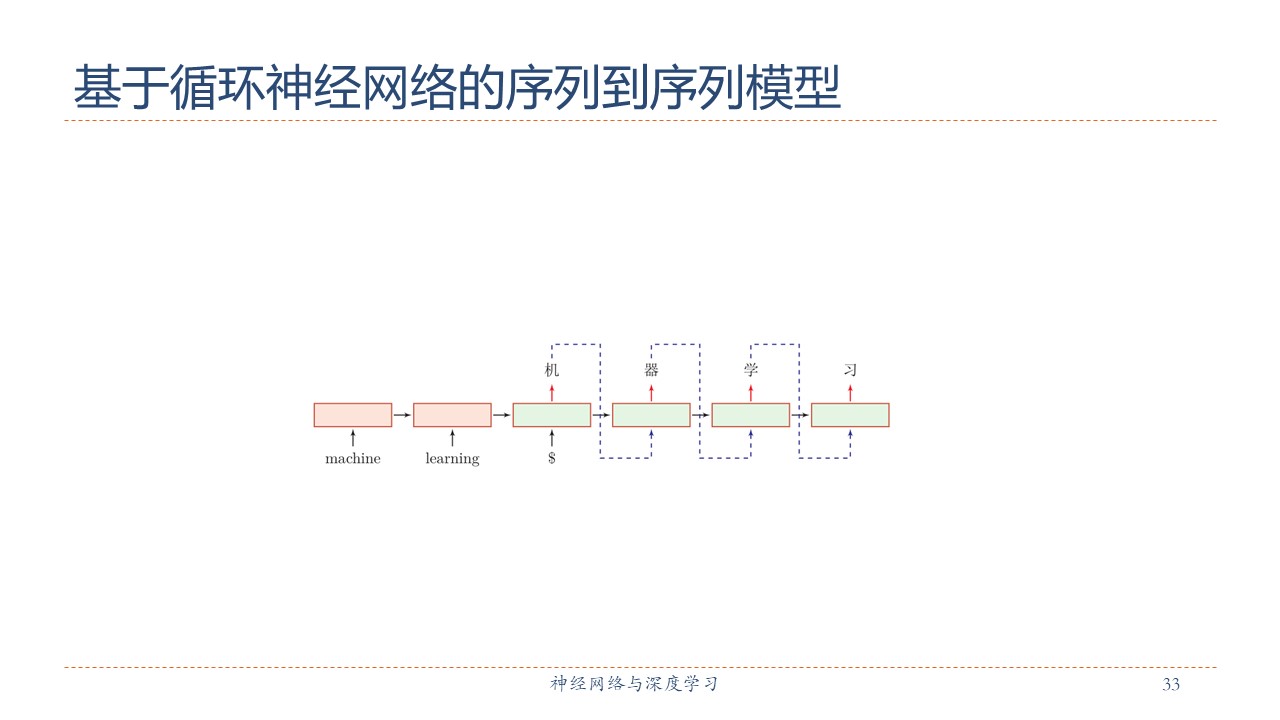 基于循环神经网络的序列到序列模型
机 器 学 习
machine learning $
神经网络与深度学习 33